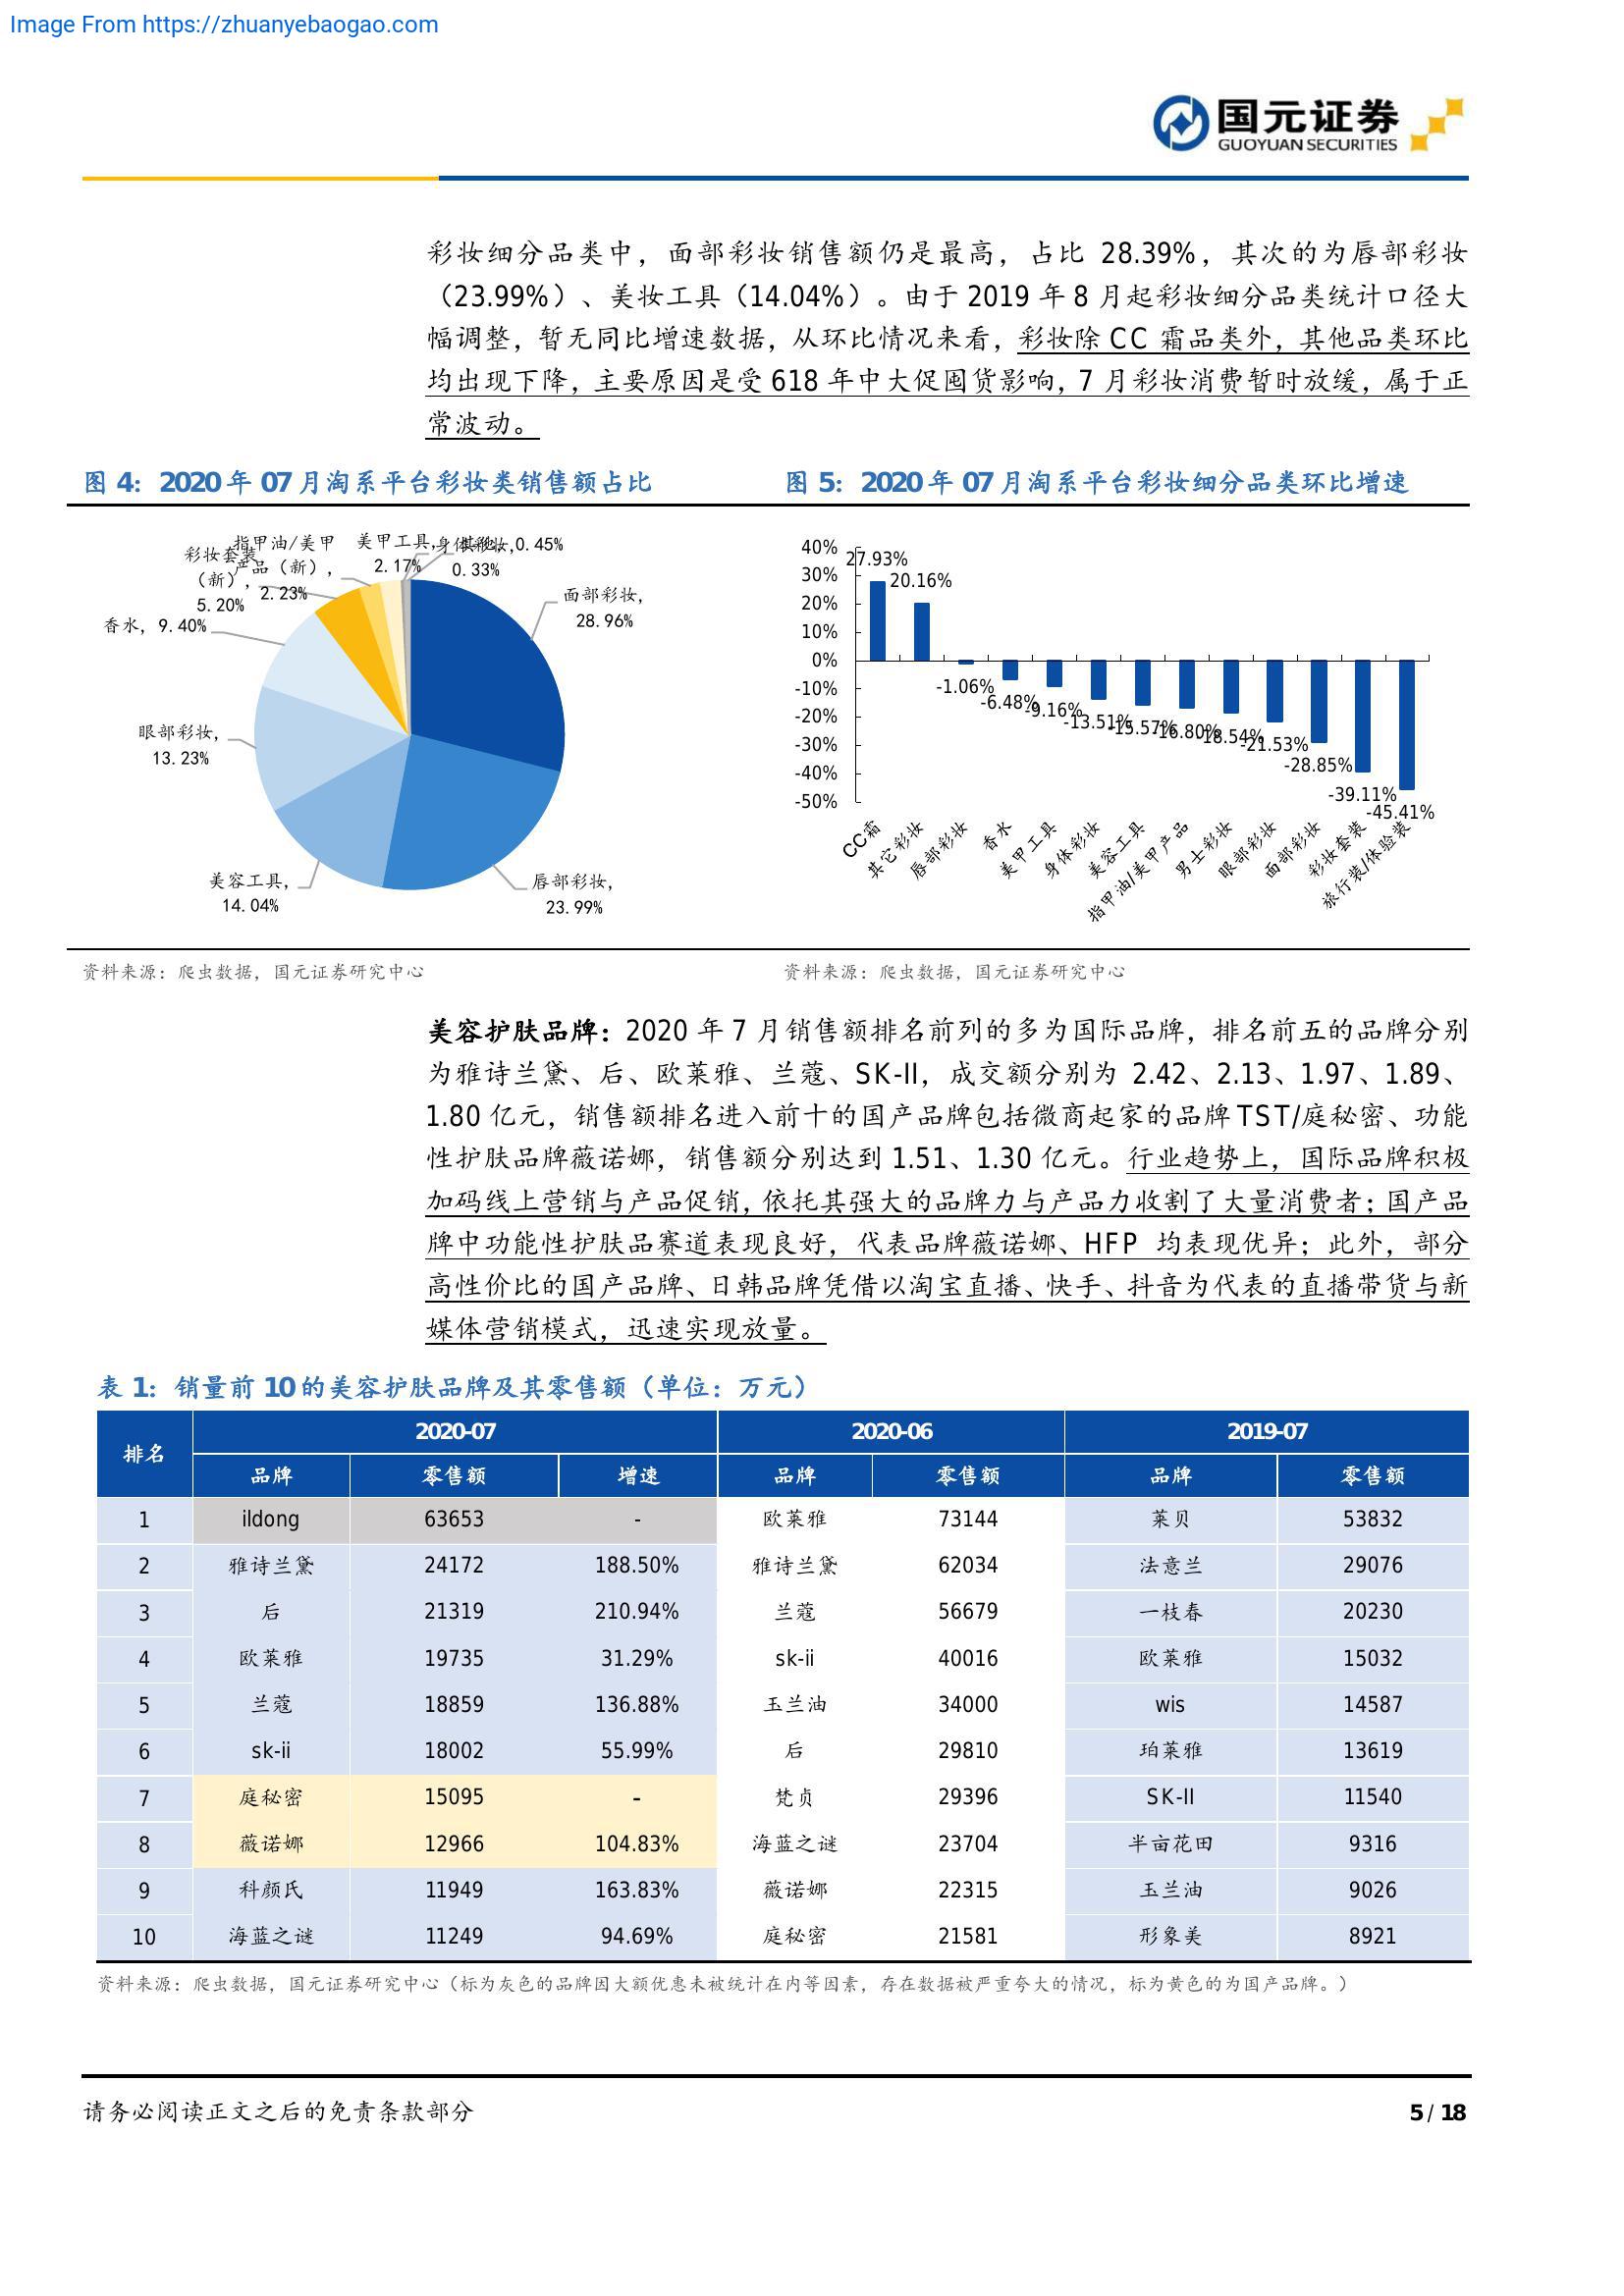 Image From https://zhuanyebaogao.com
国元证券
GUOYUAN SECURITIES
彩妆细分品类中，面部彩妆销售额仍是最高，占比 28.39%，其次的为唇部彩妆
（23.99%）、美妆工具（14.04%）。由于 2019 年 8 月起彩妆细分品类统计口径大
幅调整，暂无同比增速数据，从环比情况来看，彩妆除 CC 霜品类外，其他品类环比
均出现下降，主要原因是受 618 年中大促囤货影响，7 月彩妆消费暂时放缓，属于正
常波动。
图 4：2020 年 07 月淘系平台彩妆类销售额占比
图 5：2020 年 07 月淘系平台彩妆细分品类环比增速
指甲油/美甲产品（新），2.23%
彩妆套装（新），5.20%
美甲工具，2.17%
身体彩妆，0.33%
其他，0.45%
面部彩妆，
28.96%
香水，9.40%
眼部彩妆，
13.23%
美容工具，
14.04%
唇部彩妆，
23.99%
40%
30%
20%
10%
0%
-10%
-20%
-30%
-40%
-50%
27.93%
20.16%
-1.06%
-6.48%
-9.16%
-13.51%
-15.57%
-16.80%
-18.54%
-21.53%
-28.85%
-39.11%
-45.41%
CC霜
其它彩妆
唇部彩妆
香水
美甲工具
身体彩妆
美容工具
指甲油/美甲产品
男士彩妆
眼部彩妆
面部彩妆
彩妆套装
旅行装/体验装
资料来源：爬虫数据，国元证券研究中心
资料来源：爬虫数据，国元证券研究中心
美容护肤品牌：2020 年 7 月销售额排名前列的多为国际品牌，排名前五的品牌分别
为雅诗兰黛、后、欧莱雅、兰蔻、SK-II，成交额分别为 2.42、2.13、1.97、1.89、
1.80 亿元，销售额排名进入前十的国产品牌包括微商起家的品牌 TST/庭秘密、功能
性护肤品牌薇诺娜，销售额分别达到 1.51、1.30 亿元。行业趋势上，国际品牌积极
加码线上营销与产品促销，依托其强大的品牌力与产品力收割了大量消费者；国产品
牌中功能性护肤品赛道表现良好，代表品牌薇诺娜、HFP 均表现优异；此外，部分
高性价比的国产品牌、日韩品牌凭借以淘宝直播、快手、抖音为代表的直播带货与新
媒体营销模式，迅速实现放量。
表 1：销量前 10 的美容护肤品牌及其零售额（单位：万元）
排名 2020-07 2020-06 2019-07
品牌 零售额 增速 品牌 零售额 品牌 零售额
1 ildong 63653 - 欧莱雅 73144 莱贝 53832
2 雅诗兰黛 24172 188.50% 雅诗兰黛 62034 法意兰 29076
3 后 21319 210.94% 兰蔻 56679 一枝春 20230
4 欧莱雅 19735 31.29% sk-ii 40016 欧莱雅 15032
5 兰蔻 18859 136.88% 玉兰油 34000 wis 14587
6 sk-ii 18002 55.99% 后 29810 珀莱雅 13619
7 庭秘密 15095 - 梵贞 29396 SK-II 11540
8 薇诺娜 12966 104.83% 海蓝之谜 23704 半亩花田 9316
9 科颜氏 11949 163.83% 薇诺娜 22315 玉兰油 9026
10 海蓝之谜 11249 94.69% 庭秘密 21581 形象美 8921
资料来源：爬虫数据，国元证券研究中心（标为灰色的品牌因大额优惠未被统计在内等因素，存在数据被严重夸大的情况，标为黄色的为国产品牌。）
请务必阅读正文之后的免责条款部分
5 / 18